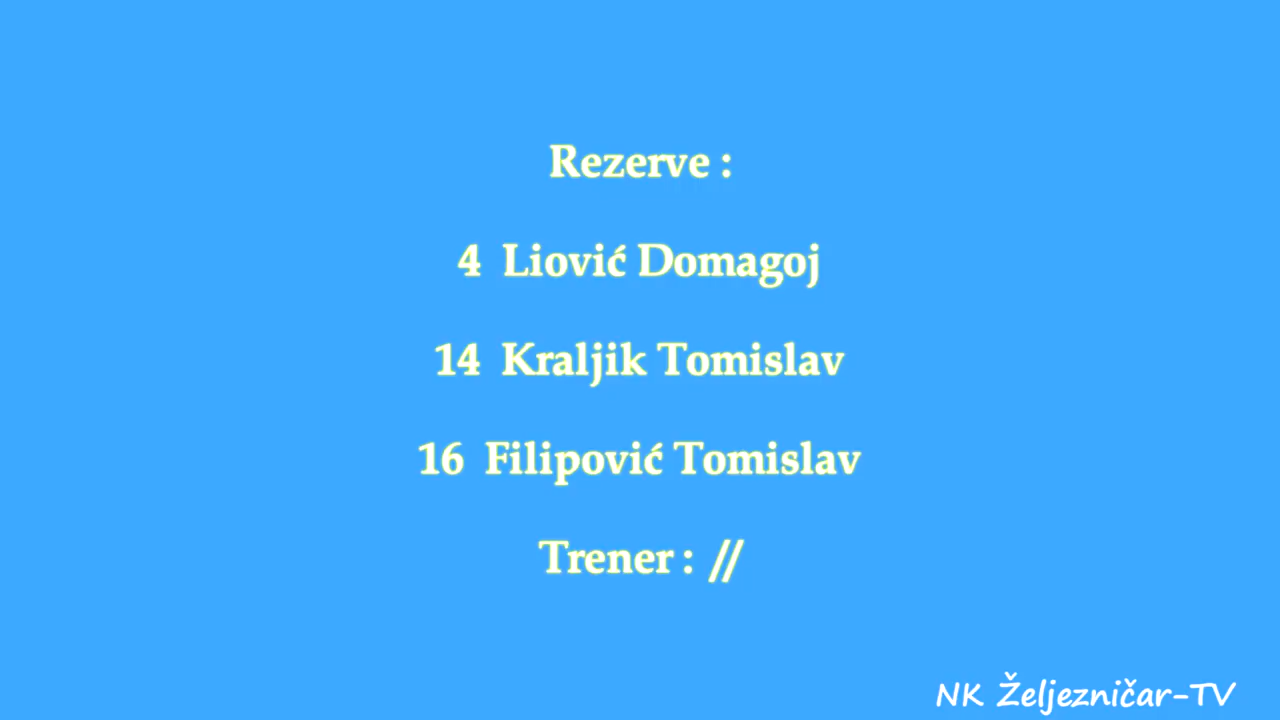 Rezerve :
4 Liović Domagoj
14 Kraljik Tomislav
16 Filipović Tomislav
Trener : //
NK Željezničar-TV